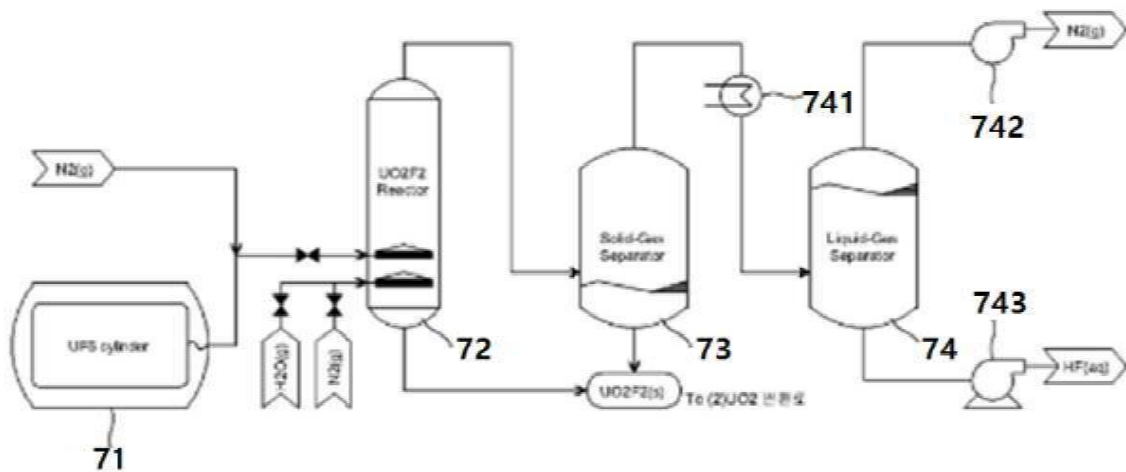 N2(g)
742
741
N2(g)
UO2F2
Reactor
Solid-Gas
Separator
Liquid-Gas
Separator
UF6 cylinder
H2O(g)
N2(g)
72
73
74
743
HF(aq)
UO2F2(s)
To (2)UO2 변환로
71